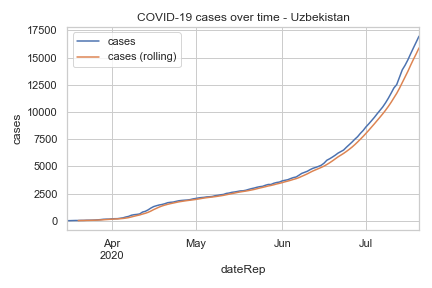 COVID-19 cases over time - Uzbekistan
cases
cases (rolling)
17500
15000
12500
10000
7500
5000
2500
0
cases
Apr
2020
May
Jun
Jul
dateRep